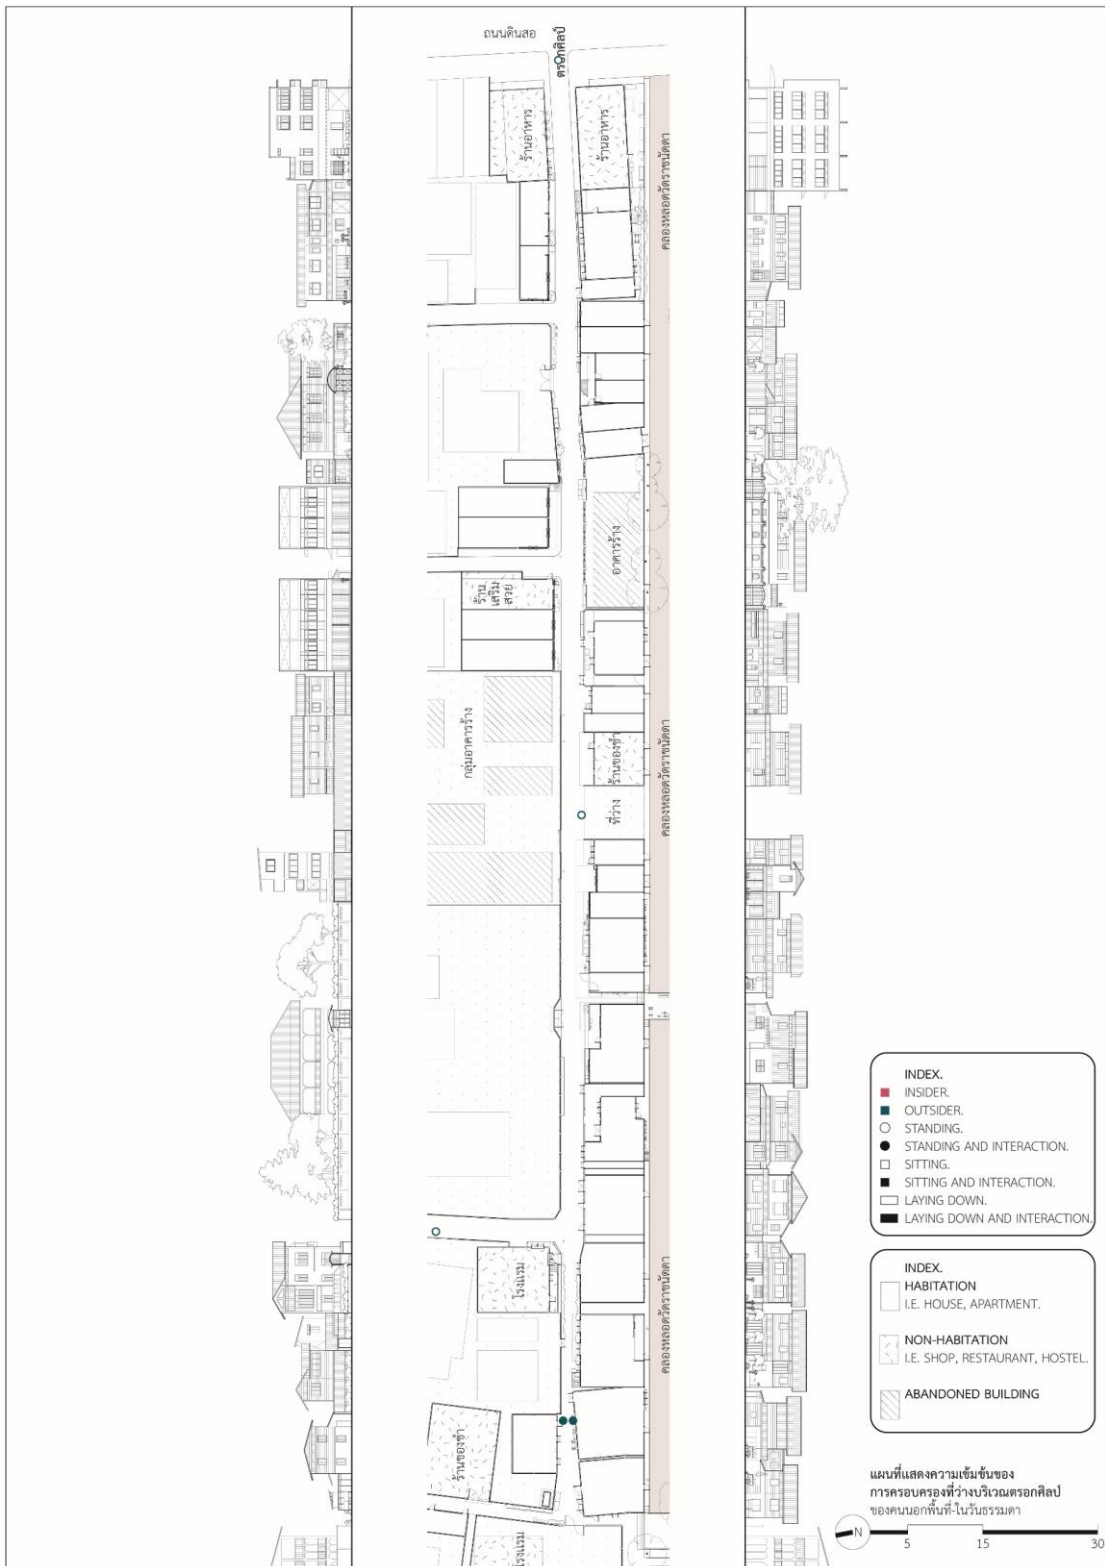 ถนนดินสอ
ตรอกศิลป์
ร้านอาหาร
ร้านอาหาร
คลองหลอดวัดราชนัดดา
อาคารร้าง
ร้าน
เสริม
สวย
กลุ่มอาคารร้าง
ร้านของชำ
ที่ว่าง
คลองหลอดวัดราชนัดดา
โรงแรม
คลองหลอดวัดราชนัดดา
ร้านของชำ
โรงแรม
INDEX.
INSIDER.
OUTSIDER.
STANDING.
STANDING AND INTERACTION.
SITTING.
SITTING AND INTERACTION.
LAYING DOWN.
LAYING DOWN AND INTERACTION.
INDEX.
HABITATION
I.E. HOUSE, APARTMENT.
NON-HABITATION
I.E. SHOP, RESTAURANT, HOSTEL.
ABANDONED BUILDING
แผนที่แสดงความเข้มข้นของ
การครอบครองที่ว่างบริเวณตรอกศิลป์
ของคนนอกพื้นที่-ในวันธรรมดา
N
5 15 30